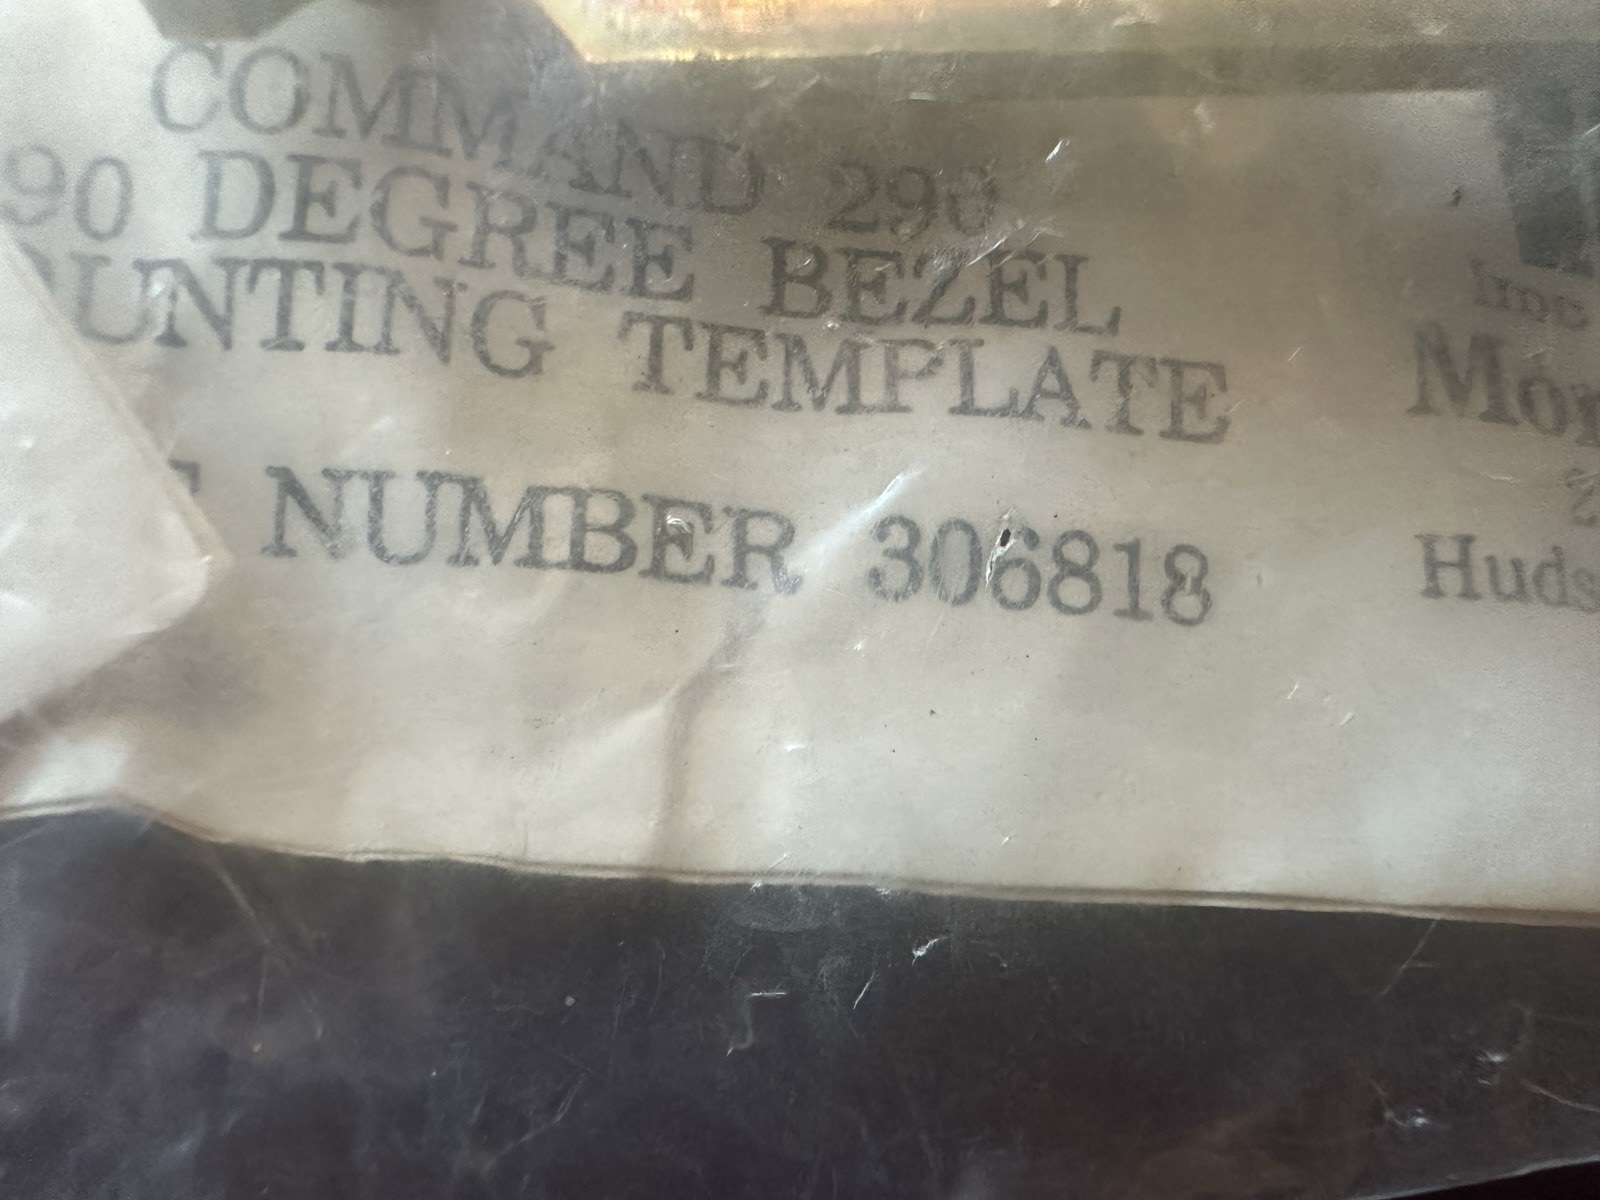 COMMAND 290
90 DEGREE BEZEL
UNTING TEMPLATE
NUMBER 306818
inc
Mor
Huds